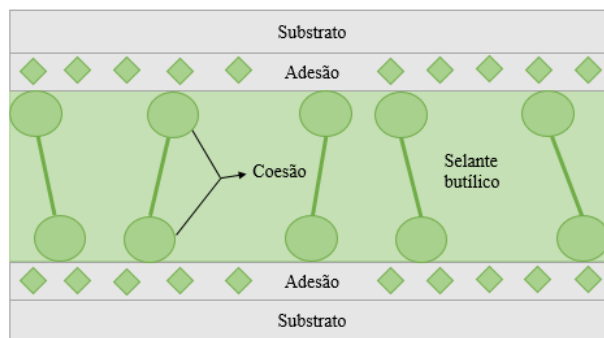 Substrato
Adesão
Coesão
Selante
butílico
Adesão
Substrato